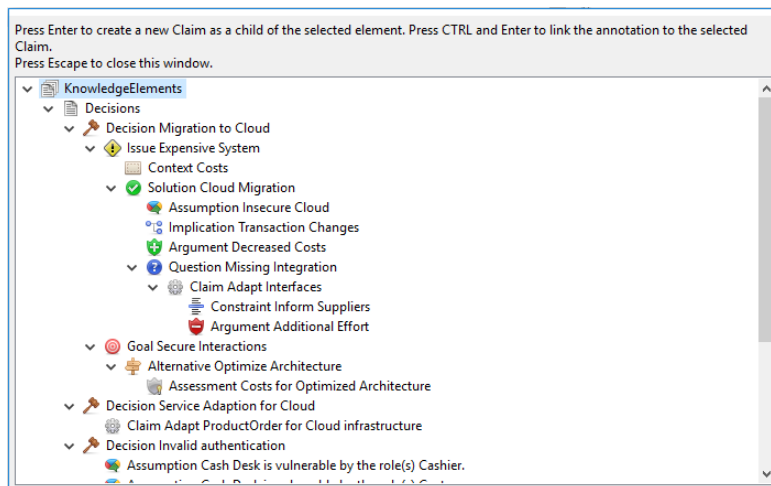 Press Enter to create a new Claim as a child of the selected element. Press CTRL and Enter to link the annotation to the selected
Claim.
Press Escape to close this window.
KnowledgeElements
Decisions
Decision Migration to Cloud
Issue Expensive System
Context Costs
Solution Cloud Migration
Assumption Insecure Cloud
Implication Transaction Changes
Argument Decreased Costs
Question Missing Integration
Claim Adapt Interfaces
Constraint Inform Suppliers
Argument Additional Effort
Goal Secure Interactions
Alternative Optimize Architecture
Assessment Costs for Optimized Architecture
Decision Service Adaption for Cloud
Claim Adapt ProductOrder for Cloud infrastructure
Decision Invalid authentication
Assumption Cash Desk is vulnerable by the role(s) Cashier.